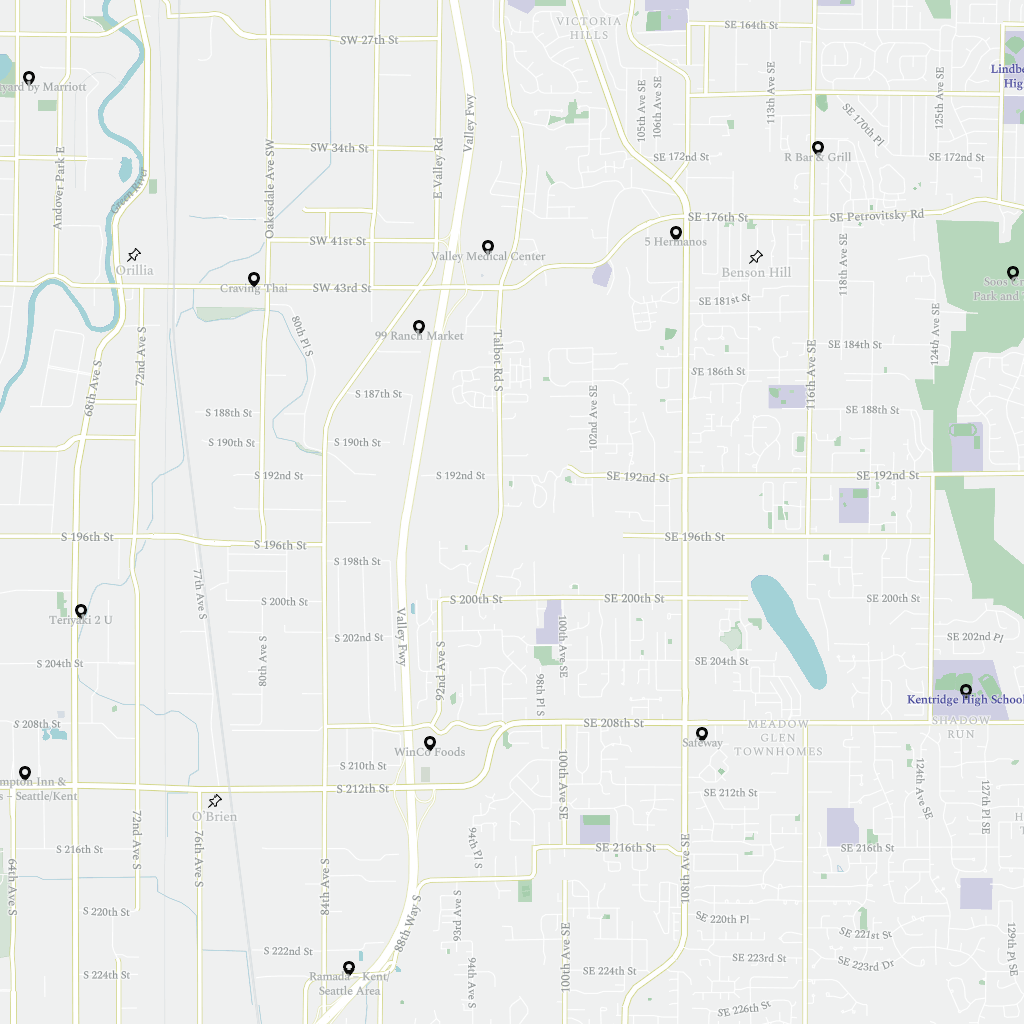 VICTORIA
HILLS
SE 164th St
SW 27th St
Lindbe
Hig
yard by Marriott
105th Ave SE
106th Ave SE
113th Ave SE
125th Ave SE
Valley Fwy
SE 170th Pl
SW 34th St
E Valley Rd
SE 172nd St
R Bar & Grill
SE 172nd St
Andover Park E
Oakesdale Ave SW
Green River
SE 176th St
SE Petrovitsky Rd
SW 41st St
5 Hermanos
Valley Medical Center
118th Ave SE
Orillia
Benson Hill
Craving Thai
SW 43rd St
Soos Cr
Park and
SE 181st St
80th Pl S
99 Ranch Market
72nd Ave S
Talbot Rd S
124th Ave SE
SE 184th St
68th Ave S
116th Ave SE
SE 186th St
S 187th St
102nd Ave SE
S 188th St
SE 188th St
S 190th St
S 190th St
S 192nd St
S 192nd St
SE 192nd St
SE 192nd St
S 196th St
S 196th St
SE 196th St
S 198th St
77th Ave S
S 200th St
S 200th St
SE 200th St
SE 200th St
Teriyaki 2 U
Valley Fwy
100th Ave SE
S 202nd St
SE 202nd Pl
80th Ave S
92nd Ave S
S 204th St
SE 204th St
98th Pl S
Kentridge High School
S 208th St
SE 208th St
MEADOW
GLEN
TOWNHOMES
SHADOW
RUN
Safeway
WinCo Foods
S 210th St
mpton Inn &
s – Seattle/Kent
S 212th St
100th Ave SE
SE 212th St
124th Ave SE
127th Pl SE
O'Brien
72nd Ave S
76th Ave S
S 216th St
94th Pl S
SE 216th St
SE 216th St
64th Ave S
84th Ave S
108th Ave SE
S 220th St
88th Way S
93rd Ave S
SE 220th Pl
SE 221st St
100th Ave SE
129th Pl SE
S 222nd St
SE 223rd St
SE 223rd Dr
S 224th St
Ramada – Kent/
Seattle Area
94th Ave S
SE 224th St
SE 226th St